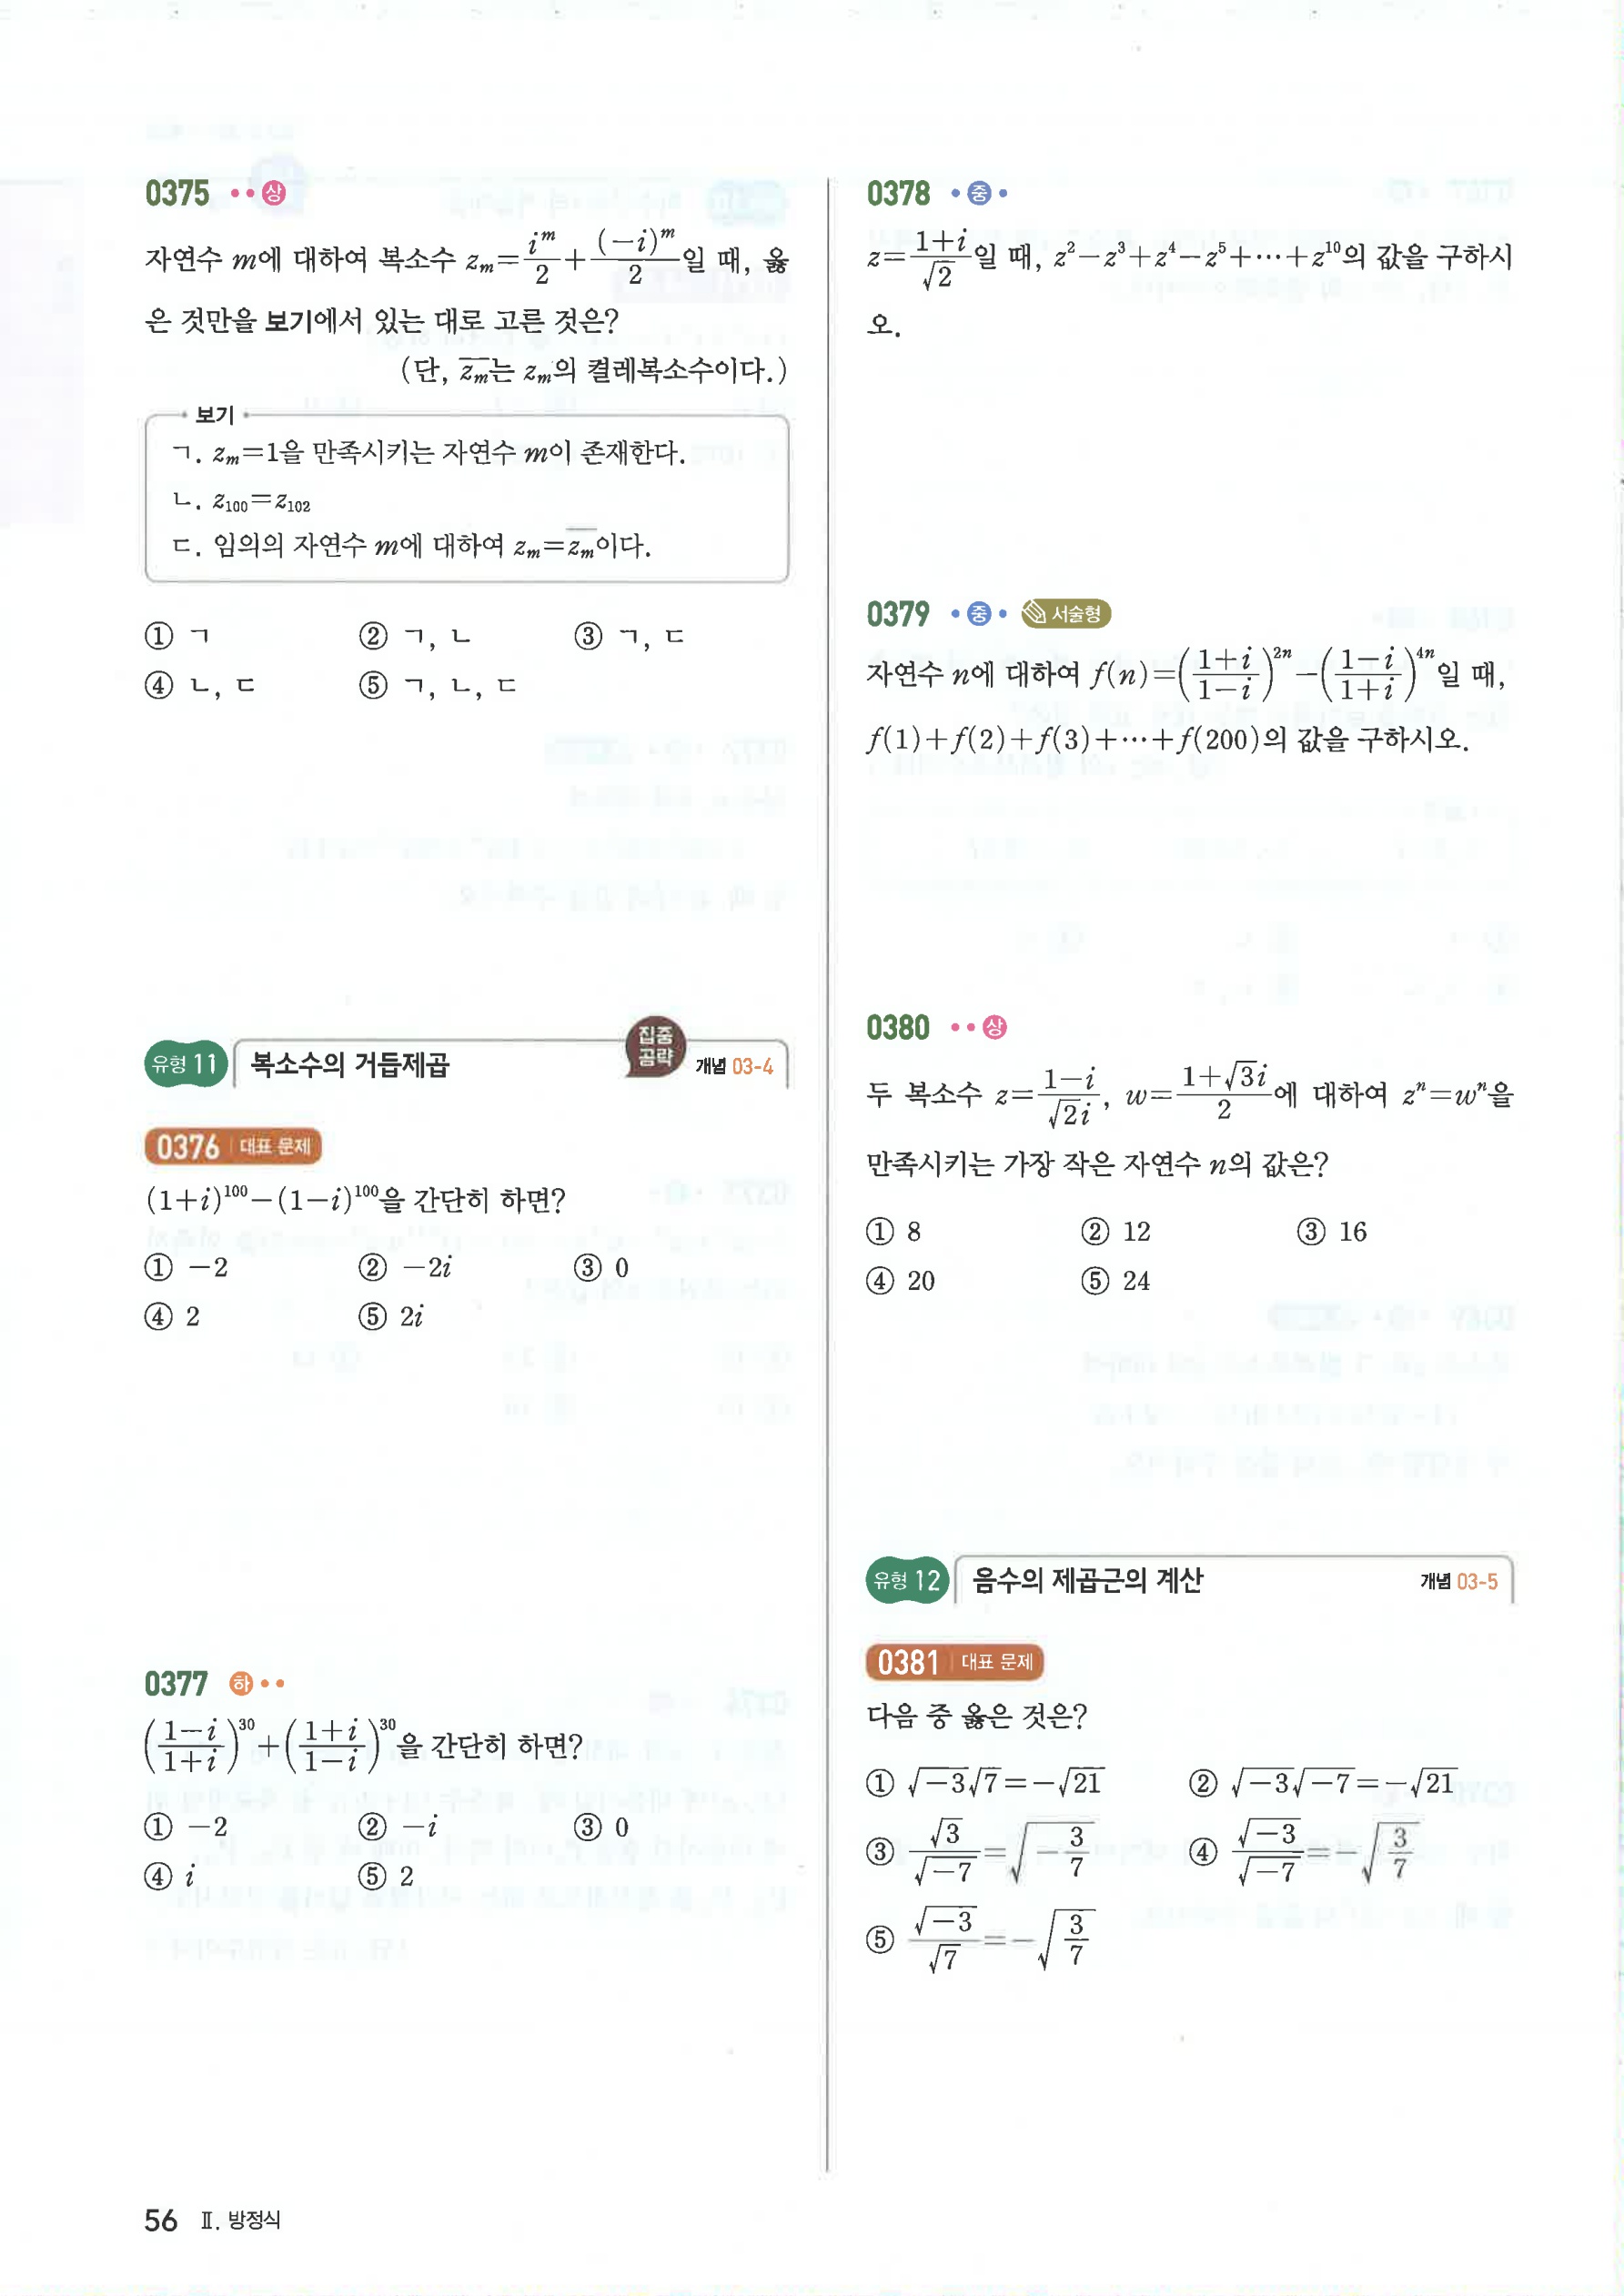 0375 상
자연수 m에 대하여 복소수 z_m=\frac{i^m}{2}+\frac{(-i)^m}{2}일 때, 옳
은 것만을 보기에서 있는 대로 고른 것은?
(단, \overline{z_m}는 z_m의 켤레복소수이다.)
보기
ㄱ. z_m=1을 만족시키는 자연수 m이 존재한다.
ㄴ. z_{100}=z_{102}
ㄷ. 임의의 자연수 m에 대하여 z_m=\overline{z_m}이다.
① ㄱ ② ㄱ, ㄴ ③ ㄱ, ㄷ
④ ㄴ, ㄷ ⑤ ㄱ, ㄴ, ㄷ
유형 11 복소수의 거듭제곱 집중 공략 개념 03-4
0376 대표 문제
(1+i)^{100}-(1-i)^{100}을 간단히 하면?
① -2 ② -2i ③ 0
④ 2 ⑤ 2i
0377 하
(\frac{1-i}{1+i})^{30}+(\frac{1+i}{1-i})^{30}을 간단히 하면?
① -2 ② -i ③ 0
④ i ⑤ 2
0378 중
z=\frac{1+i}{\sqrt{2}}일 때, z^2-z^3+z^4-z^5+⋯+z^{10}의 값을 구하시
오.
0379 중 서술형
자연수 n에 대하여 f(n)=(\frac{1+i}{1-i})^{2n}-(\frac{1-i}{1+i})^{4n}일 때,
f(1)+f(2)+f(3)+⋯+f(200)의 값을 구하시오.
0380 상
두 복소수 z=\frac{1-i}{\sqrt{2}i}, w=\frac{1+\sqrt{3}i}{2}에 대하여 z^n=w^n을
만족시키는 가장 작은 자연수 n의 값은?
① 8 ② 12 ③ 16
④ 20 ⑤ 24
유형 12 음수의 제곱근의 계산 개념 03-5
0381 대표 문제
다음 중 옳은 것은?
① \sqrt{-3}\sqrt{7}=-\sqrt{21} ② \sqrt{-3}\sqrt{-7}=-\sqrt{21}
③ \frac{\sqrt{3}}{\sqrt{-7}}=\sqrt{-\frac{3}{7}} ④ \frac{\sqrt{-3}}{\sqrt{-7}}=-\sqrt{\frac{3}{7}}
⑤ \frac{\sqrt{-3}}{\sqrt{7}}=-\sqrt{\frac{3}{7}}
56 Ⅱ. 방정식